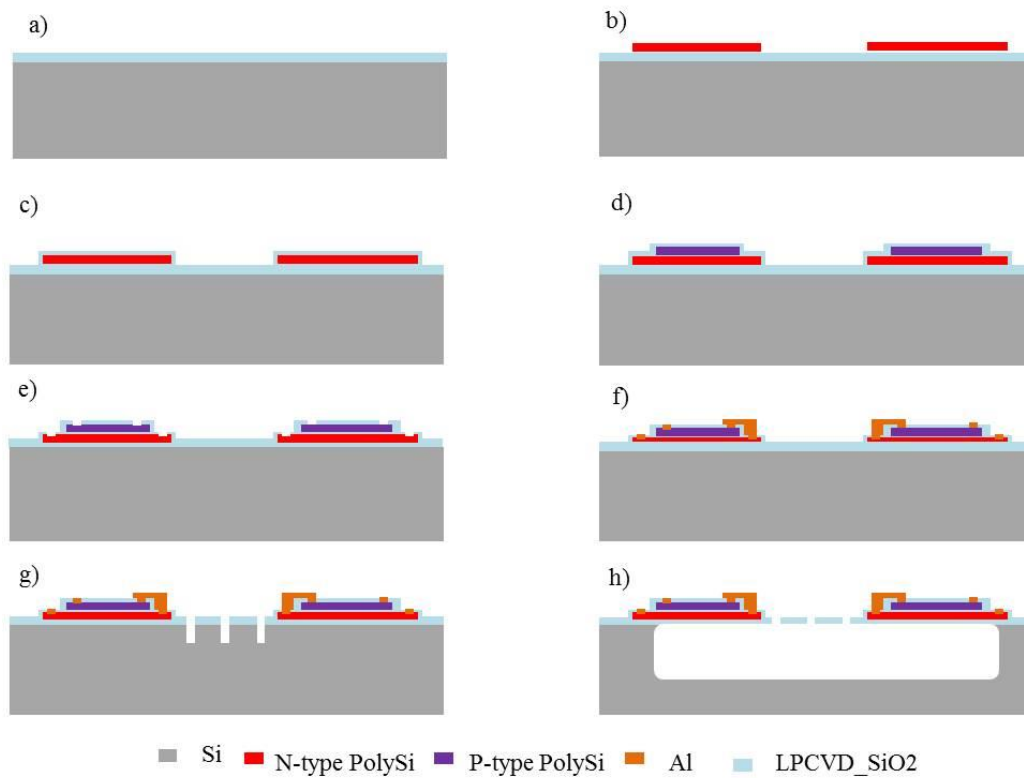 a)
b)
c)
d)
e)
f)
g)
h)
Si
N-type PolySi
P-type PolySi
Al
LPCVD_SiO2